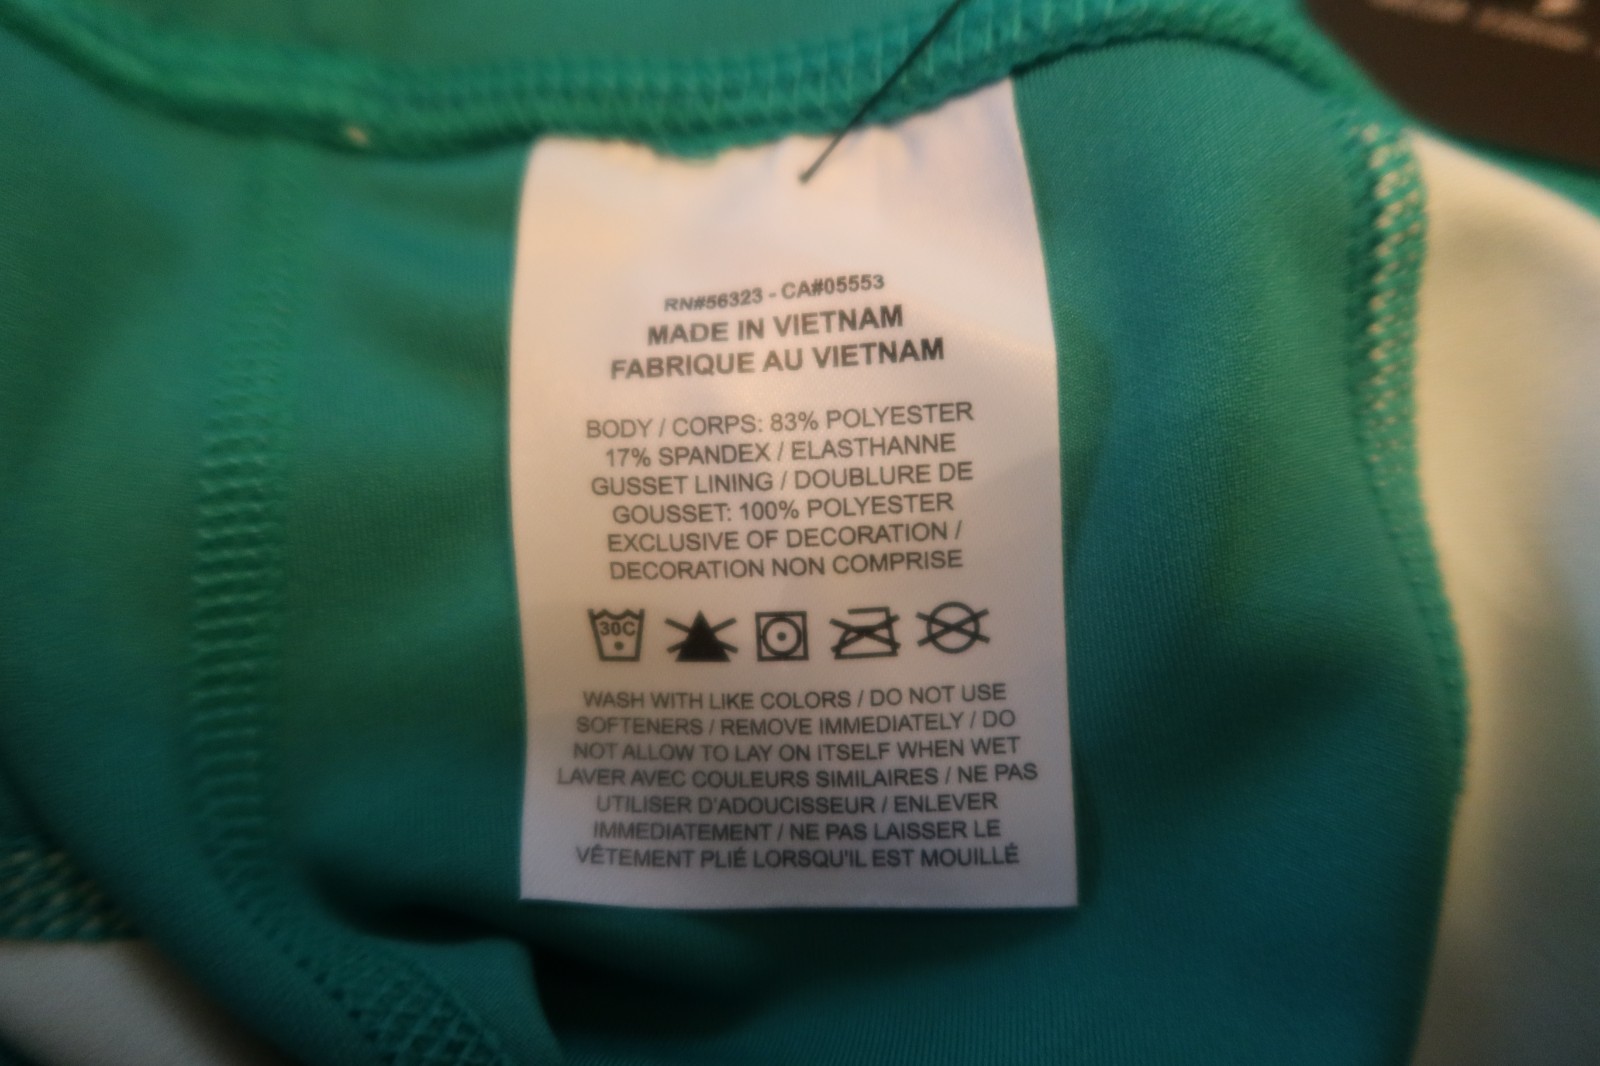 RN#56323 - CA#05553
MADE IN VIETNAM
FABRIQUE AU VIETNAM
BODY / CORPS: 83% POLYESTER
17% SPANDEX / ELASTHANNE
GUSSET LINING / DOUBLURE DE
GOUSSET: 100% POLYESTER
EXCLUSIVE OF DECORATION /
DECORATION NON COMPRISE
30C
WASH WITH LIKE COLORS / DO NOT USE
SOFTENERS / REMOVE IMMEDIATELY / DO
NOT ALLOW TO LAY ON ITSELF WHEN WET
LAVER AVEC COULEURS SIMILAIRES / NE PAS
UTILISER D'ADOUCISSEUR / ENLEVER
IMMEDIATEMENT / NE PAS LAISSER LE
VÊTEMENT PLIÉ LORSQU'IL EST MOUILLÉ